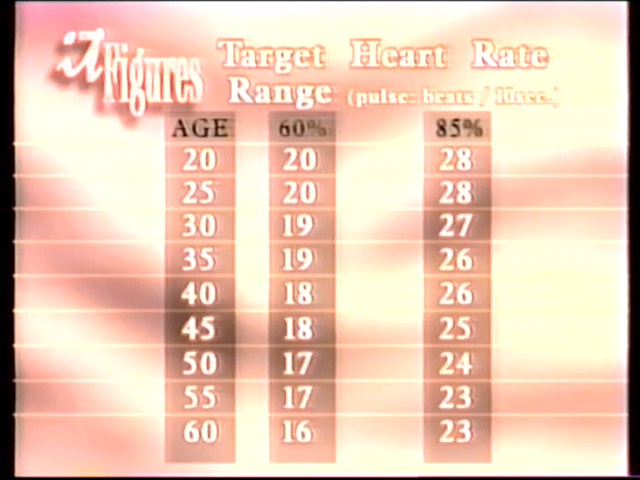 it Figures
Target Heart Rate
Range (pulse: beats / 10sec.)
AGE 60% 85%
20 20 28
25 20 28
30 19 27
35 19 26
40 18 26
45 18 25
50 17 24
55 17 23
60 16 23